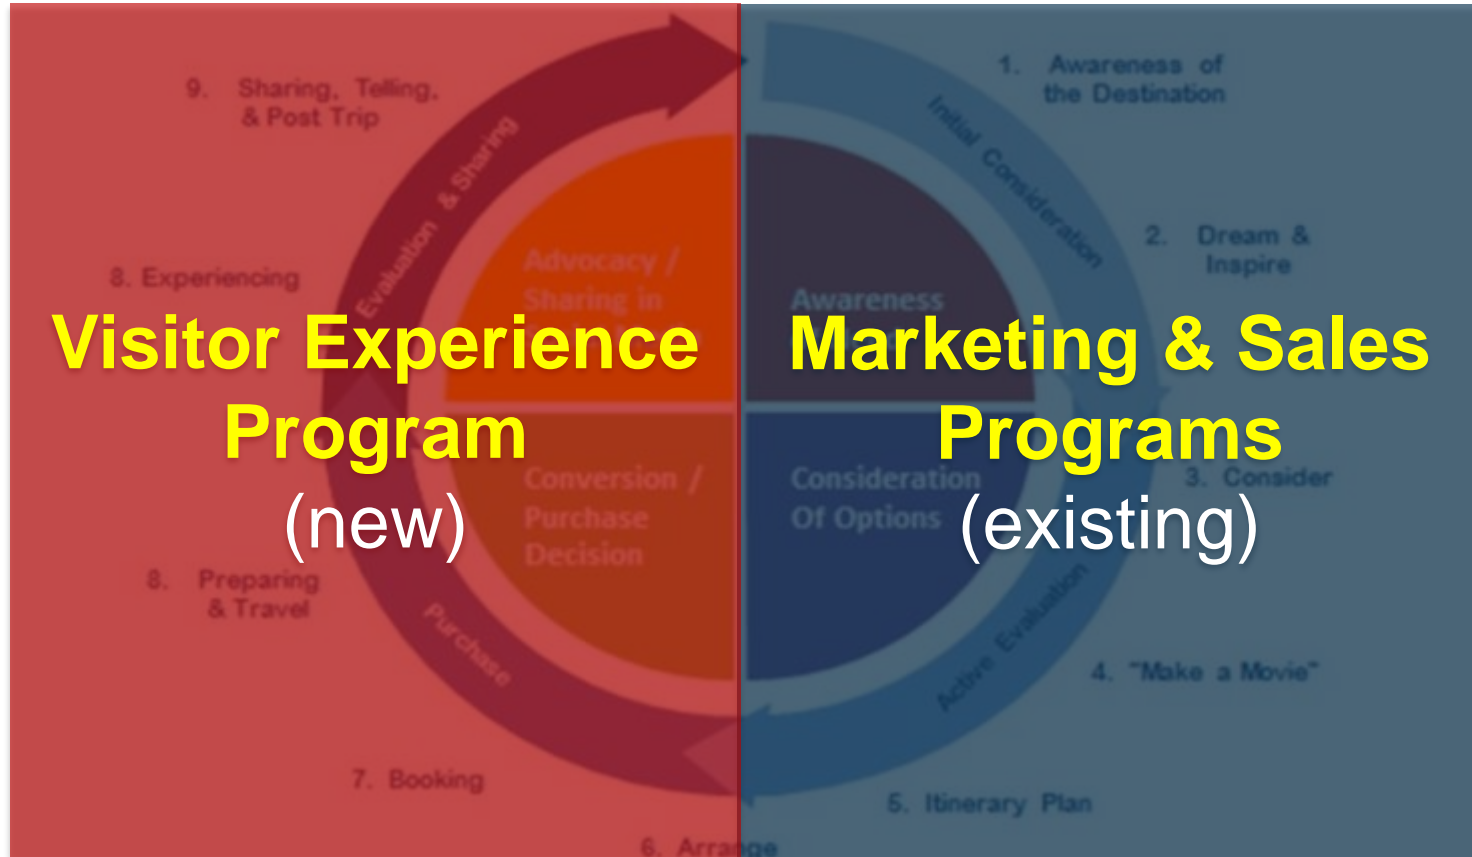 Visitor Experience
Program
(new)
Marketing & Sales
Programs
(existing)
1. Awareness of
the Destination
2. Dream &
Inspire
3. Consider
4. "Make a Movie"
5. Itinerary Plan
6. Arrange
7. Booking
8. Preparing
& Travel
8. Experiencing
9. Sharing, Telling,
& Post Trip
Initial Consideration
Active Evaluation
Purchase
Evaluation & Sharing
Advocacy /
Sharing in
Awareness
Conversion /
Purchase
Decision
Consideration
Of Options